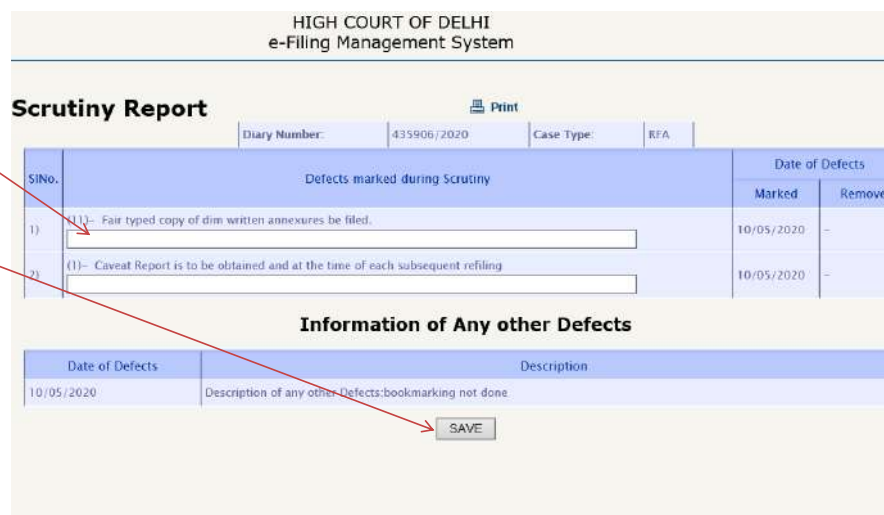 HIGH COURT OF DELHI
e-Filing Management System
Scrutiny Report
Print
Diary Number: 435906/2020 Case Type: RFA
SlNo. Defects marked during Scrutiny Date of Defects
Marked Remove
1) (11)- Fair typed copy of dim written annexures be filed. 10/05/2020 -
2) (1)- Caveat Report is to be obtained and at the time of each subsequent refiling 10/05/2020 -
Information of Any other Defects
Date of Defects Description
10/05/2020 Description of any other Defects:bookmarking not done
SAVE